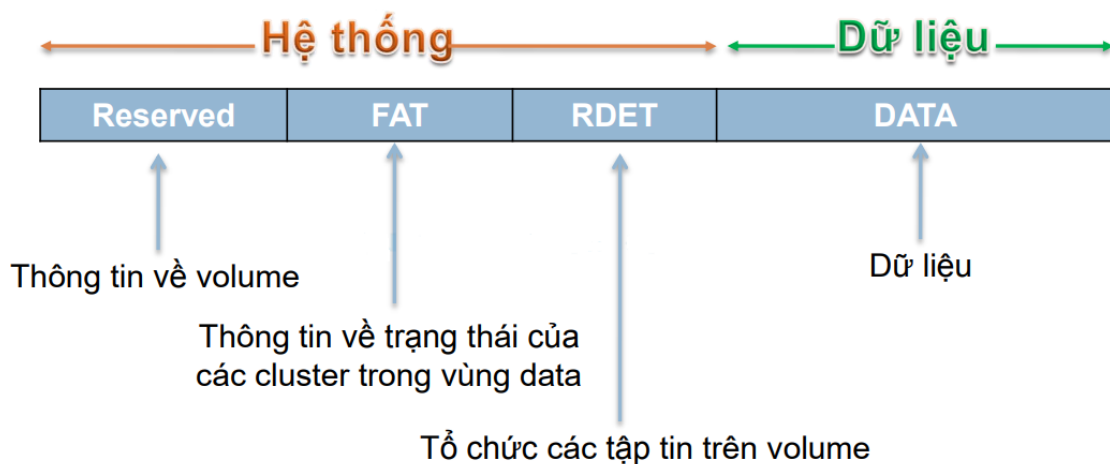 Hệ thống
Dữ liệu
Reserved
FAT
RDET
DATA
Thông tin về volume
Dữ liệu
Thông tin về trạng thái của
các cluster trong vùng data
Tổ chức các tập tin trên volume